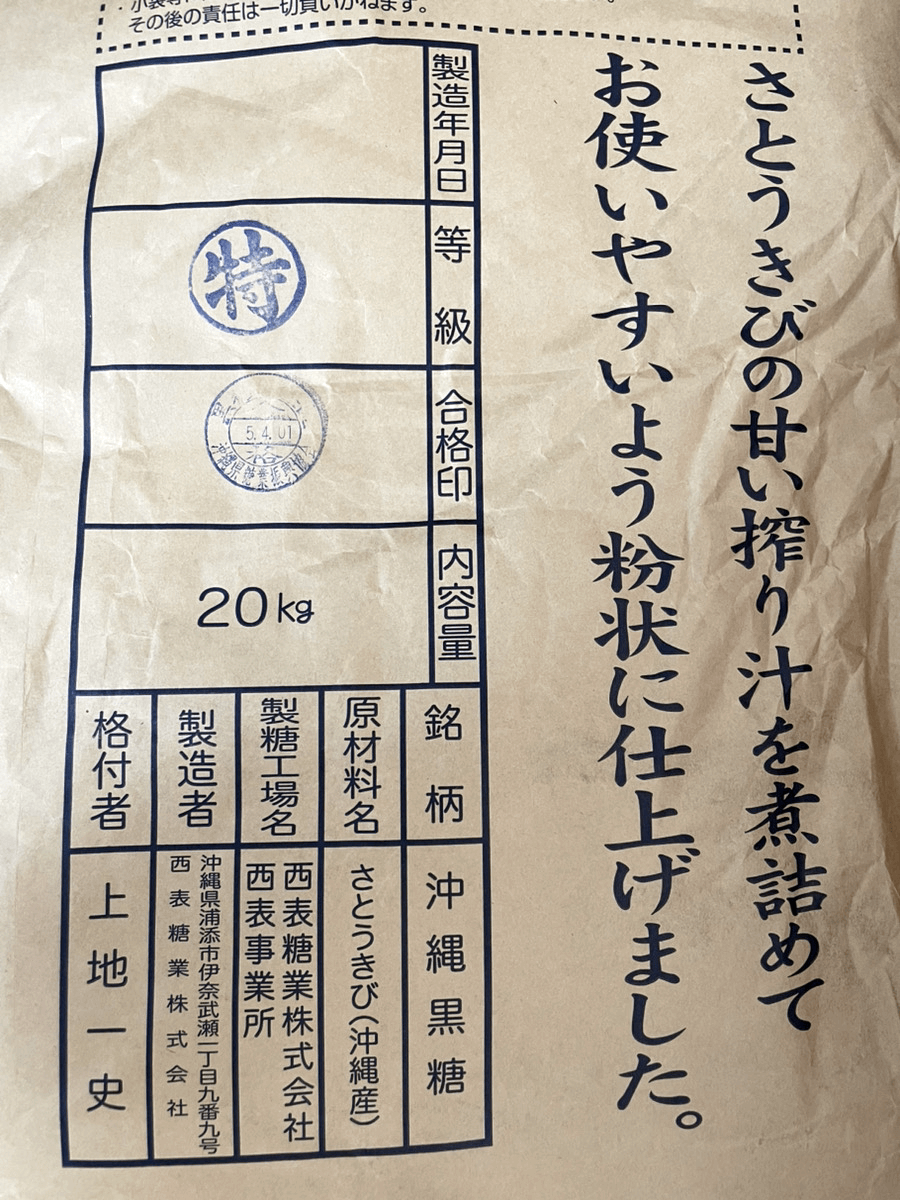 その後の責任は一切負いかねます。
さとうきびの甘い搾り汁を煮詰めて
お使いやすいよう粉状に仕上げました。
製造年月日
等級
特
合格印
5.4.01
内容量
20kg
銘柄
沖縄黒糖
原材料名
さとうきび(沖縄産)
製糖工場名
西表糖業株式会社
西表事業所
製造者
沖縄県浦添市伊奈武瀬一丁目九番九号
西表糖業株式会社
格付者
上地一史